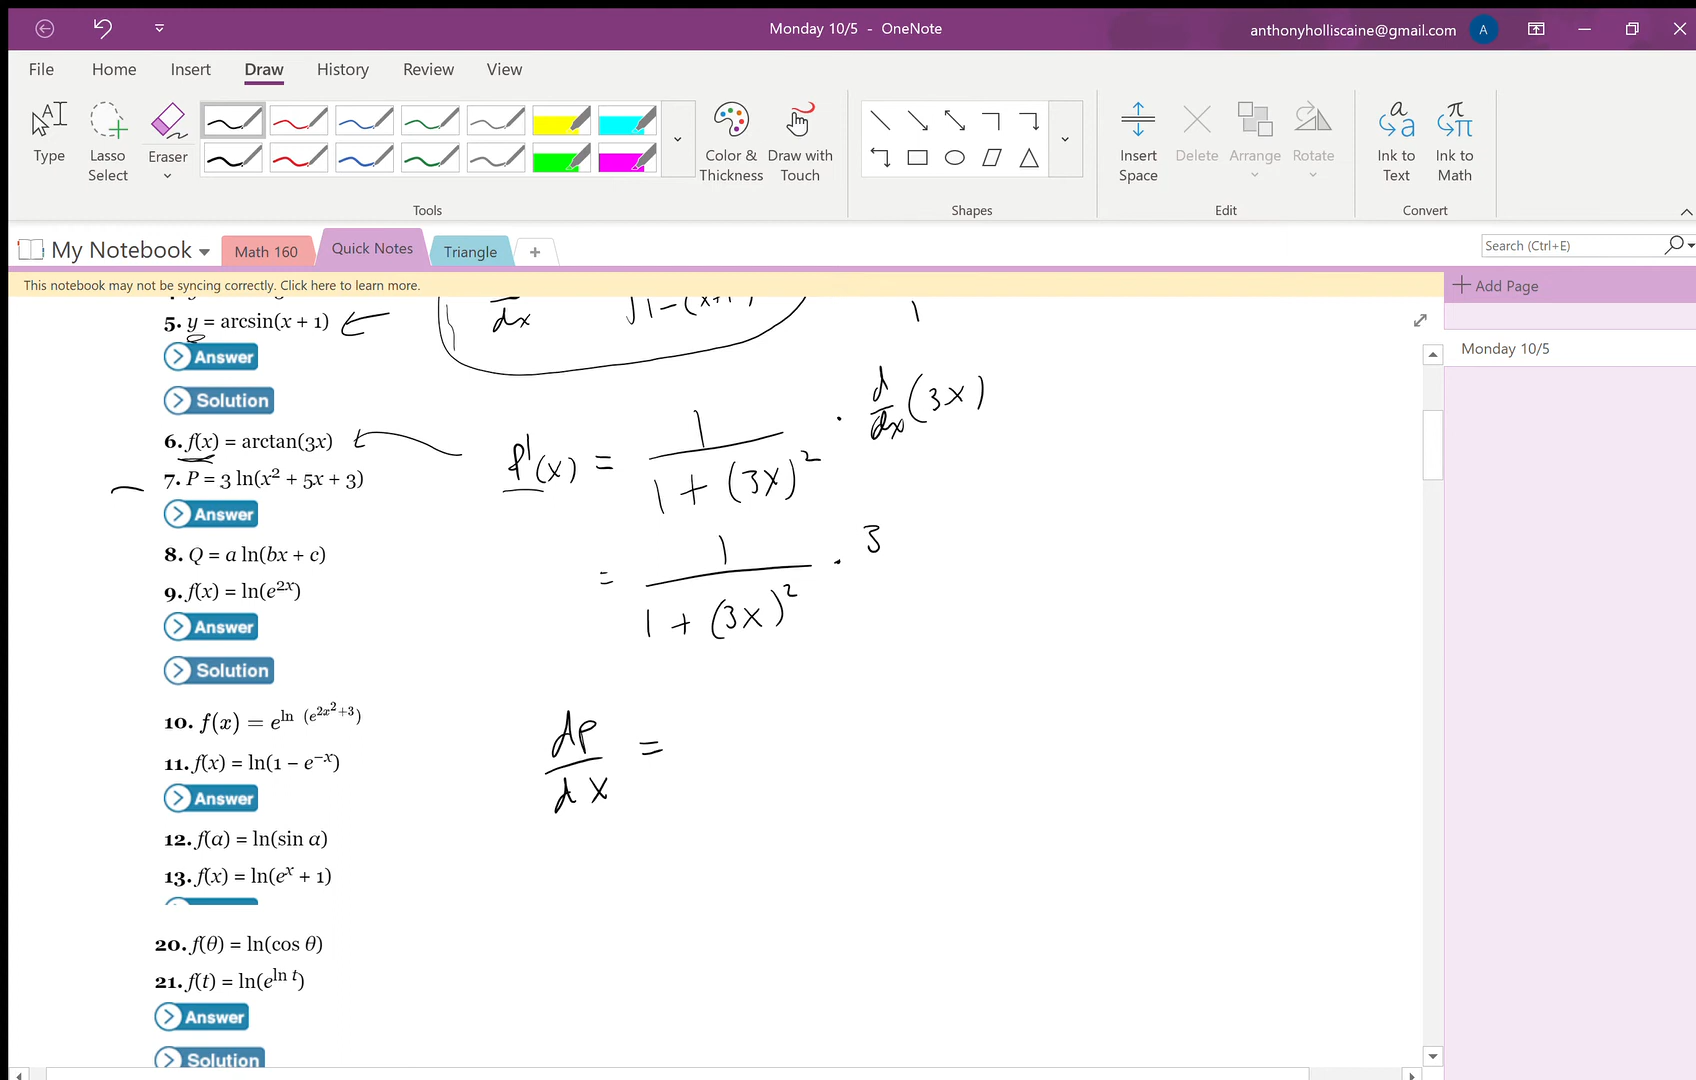 Monday 10/5 - OneNote
anthonyholliscaine@gmail.com A
File Home Insert Draw History Review View
Type
Lasso Select
Eraser
Color & Thickness
Draw with Touch
Insert Space
Delete
Arrange
Rotate
Ink to Text
Ink to Math
Tools Shapes Edit Convert
My Notebook Math 160 Quick Notes Triangle +
Search (Ctrl+E)
This notebook may not be syncing correctly. Click here to learn more.
Add Page
Monday 10/5
dx
5. y = arcsin(x + 1)
Answer
Solution
6. f(x) = arctan(3x)
f'(x) = 1/(1 + (3x)²) · d/dx (3x)
7. P = 3 ln(x² + 5x + 3)
Answer
= 1/(1 + (3x)²) · 3
8. Q = a ln(bx + c)
9. f(x) = ln(e²ˣ)
Answer
Solution
10. f(x) = e^ln (e^2x²+3)
dP/dx =
11. f(x) = ln(1 − e⁻ˣ)
Answer
12. f(a) = ln(sin a)
13. f(x) = ln(eˣ + 1)
20. f(θ) = ln(cos θ)
21. f(t) = ln(e^ln t)
Answer
Solution